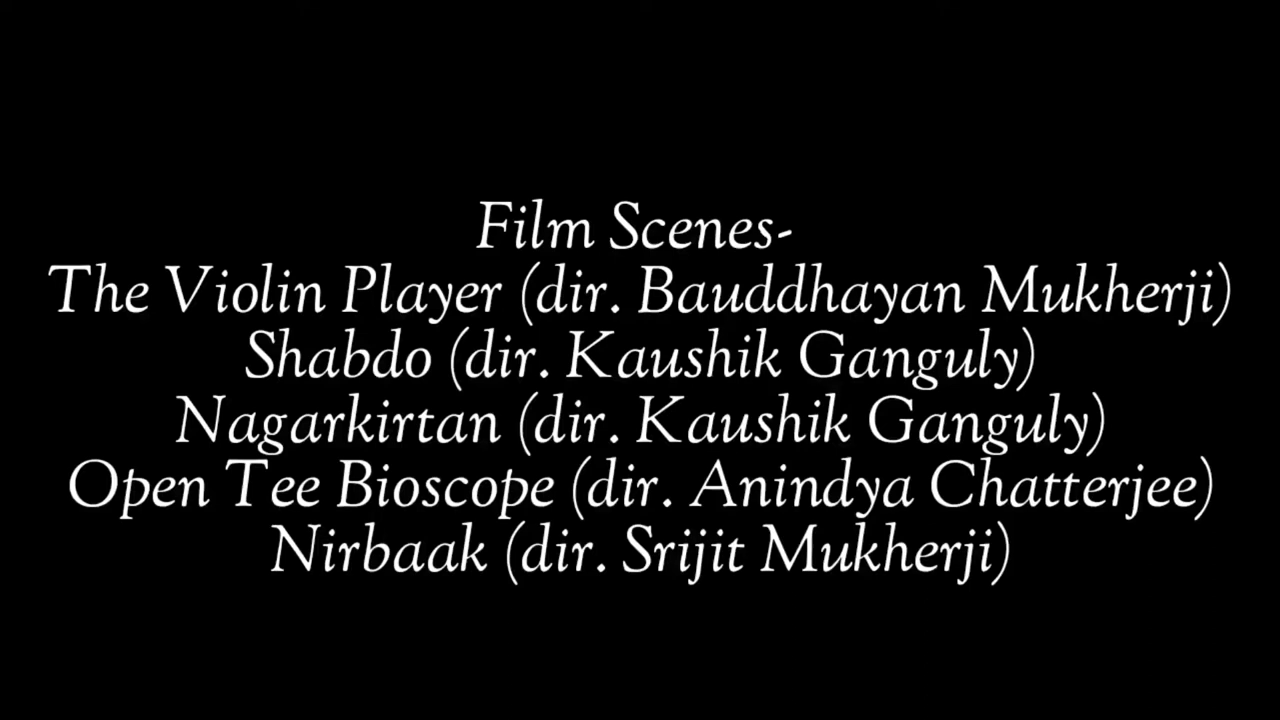 Film Scenes-
The Violin Player (dir. Bauddhayan Mukherji)
Shabdo (dir. Kaushik Ganguly)
Nagarkirtan (dir. Kaushik Ganguly)
Open Tee Bioscope (dir. Anindya Chatterjee)
Nirbaak (dir. Srijit Mukherji)